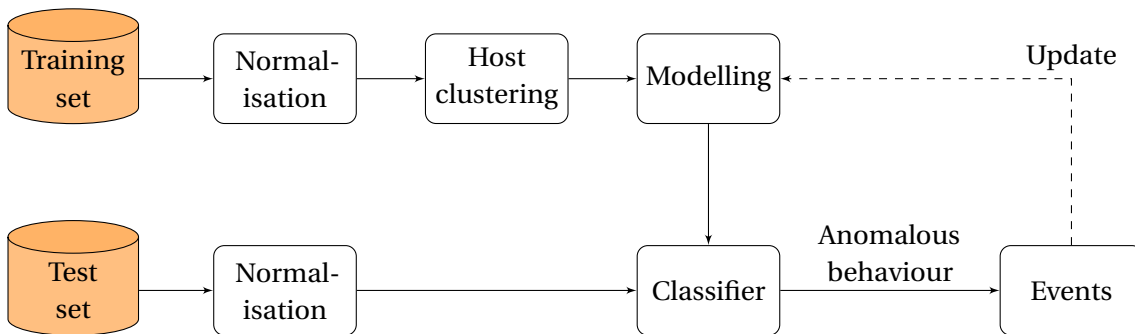 Training
set
Normal-
isation
Host
clustering
Modelling
Update
Test
set
Normal-
isation
Classifier
Anomalous
behaviour
Events